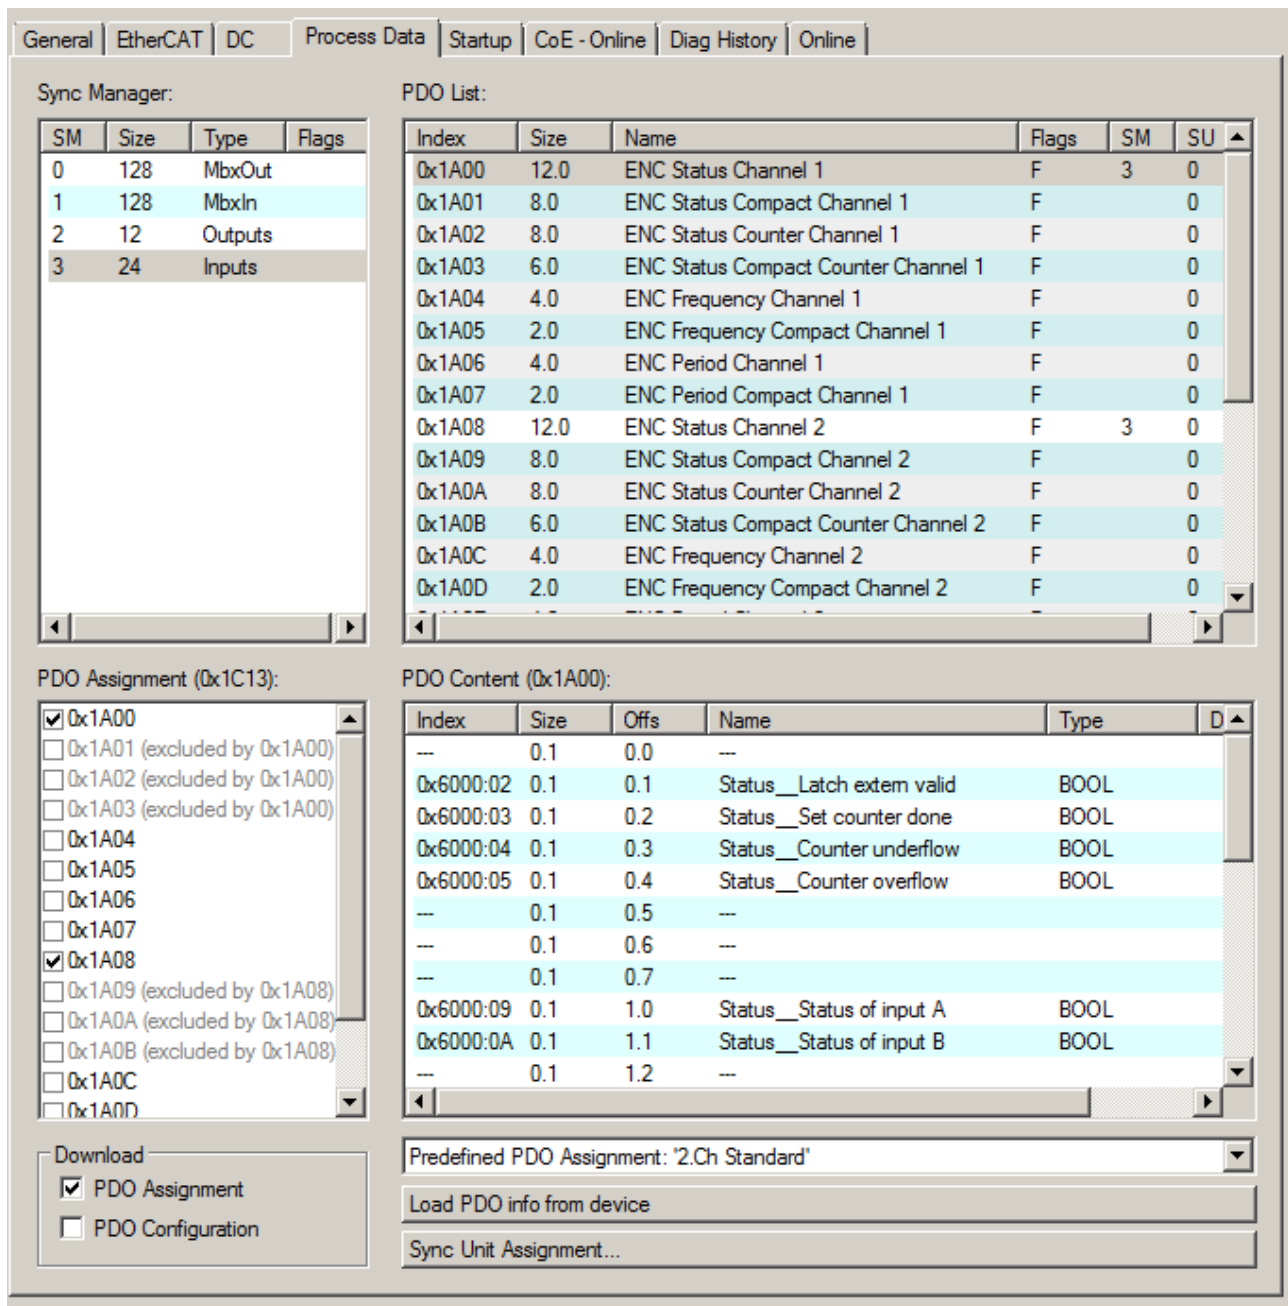 General EtherCAT DC Process Data Startup CoE - Online Diag History Online
Sync Manager:
SM Size Type Flags
0 128 MbxOut
1 128 MbxIn
2 12 Outputs
3 24 Inputs
PDO List:
Index Size Name Flags SM SU
0x1A00 12.0 ENC Status Channel 1 F 3 0
0x1A01 8.0 ENC Status Compact Channel 1 F 0
0x1A02 8.0 ENC Status Counter Channel 1 F 0
0x1A03 6.0 ENC Status Compact Counter Channel 1 F 0
0x1A04 4.0 ENC Frequency Channel 1 F 0
0x1A05 2.0 ENC Frequency Compact Channel 1 F 0
0x1A06 4.0 ENC Period Channel 1 F 0
0x1A07 2.0 ENC Period Compact Channel 1 F 0
0x1A08 12.0 ENC Status Channel 2 F 3 0
0x1A09 8.0 ENC Status Compact Channel 2 F 0
0x1A0A 8.0 ENC Status Counter Channel 2 F 0
0x1A0B 6.0 ENC Status Compact Counter Channel 2 F 0
0x1A0C 4.0 ENC Frequency Channel 2 F 0
0x1A0D 2.0 ENC Frequency Compact Channel 2 F 0
PDO Assignment (0x1C13):
0x1A00
0x1A01 (excluded by 0x1A00)
0x1A02 (excluded by 0x1A00)
0x1A03 (excluded by 0x1A00)
0x1A04
0x1A05
0x1A06
0x1A07
0x1A08
0x1A09 (excluded by 0x1A08)
0x1A0A (excluded by 0x1A08)
0x1A0B (excluded by 0x1A08)
0x1A0C
0x1A0D
PDO Content (0x1A00):
Index Size Offs Name Type D
--- 0.1 0.0 ---
0x6000:02 0.1 0.1 Status__Latch extern valid BOOL
0x6000:03 0.1 0.2 Status__Set counter done BOOL
0x6000:04 0.1 0.3 Status__Counter underflow BOOL
0x6000:05 0.1 0.4 Status__Counter overflow BOOL
--- 0.1 0.5 ---
--- 0.1 0.6 ---
--- 0.1 0.7 ---
0x6000:09 0.1 1.0 Status__Status of input A BOOL
0x6000:0A 0.1 1.1 Status__Status of input B BOOL
--- 0.1 1.2 ---
Download
PDO Assignment
PDO Configuration
Predefined PDO Assignment: '2.Ch Standard'
Load PDO info from device
Sync Unit Assignment...